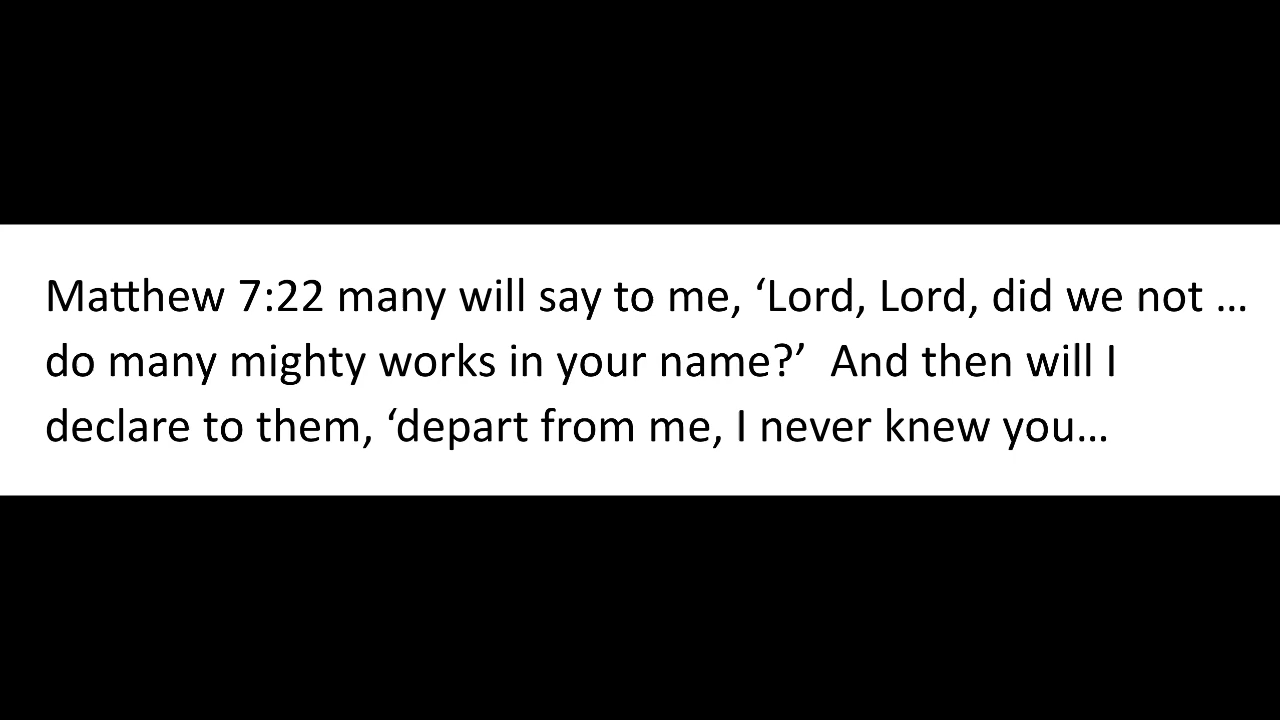 Matthew 7:22 many will say to me, ‘Lord, Lord, did we not …
do many mighty works in your name?’  And then will I
declare to them, ‘depart from me, I never knew you…